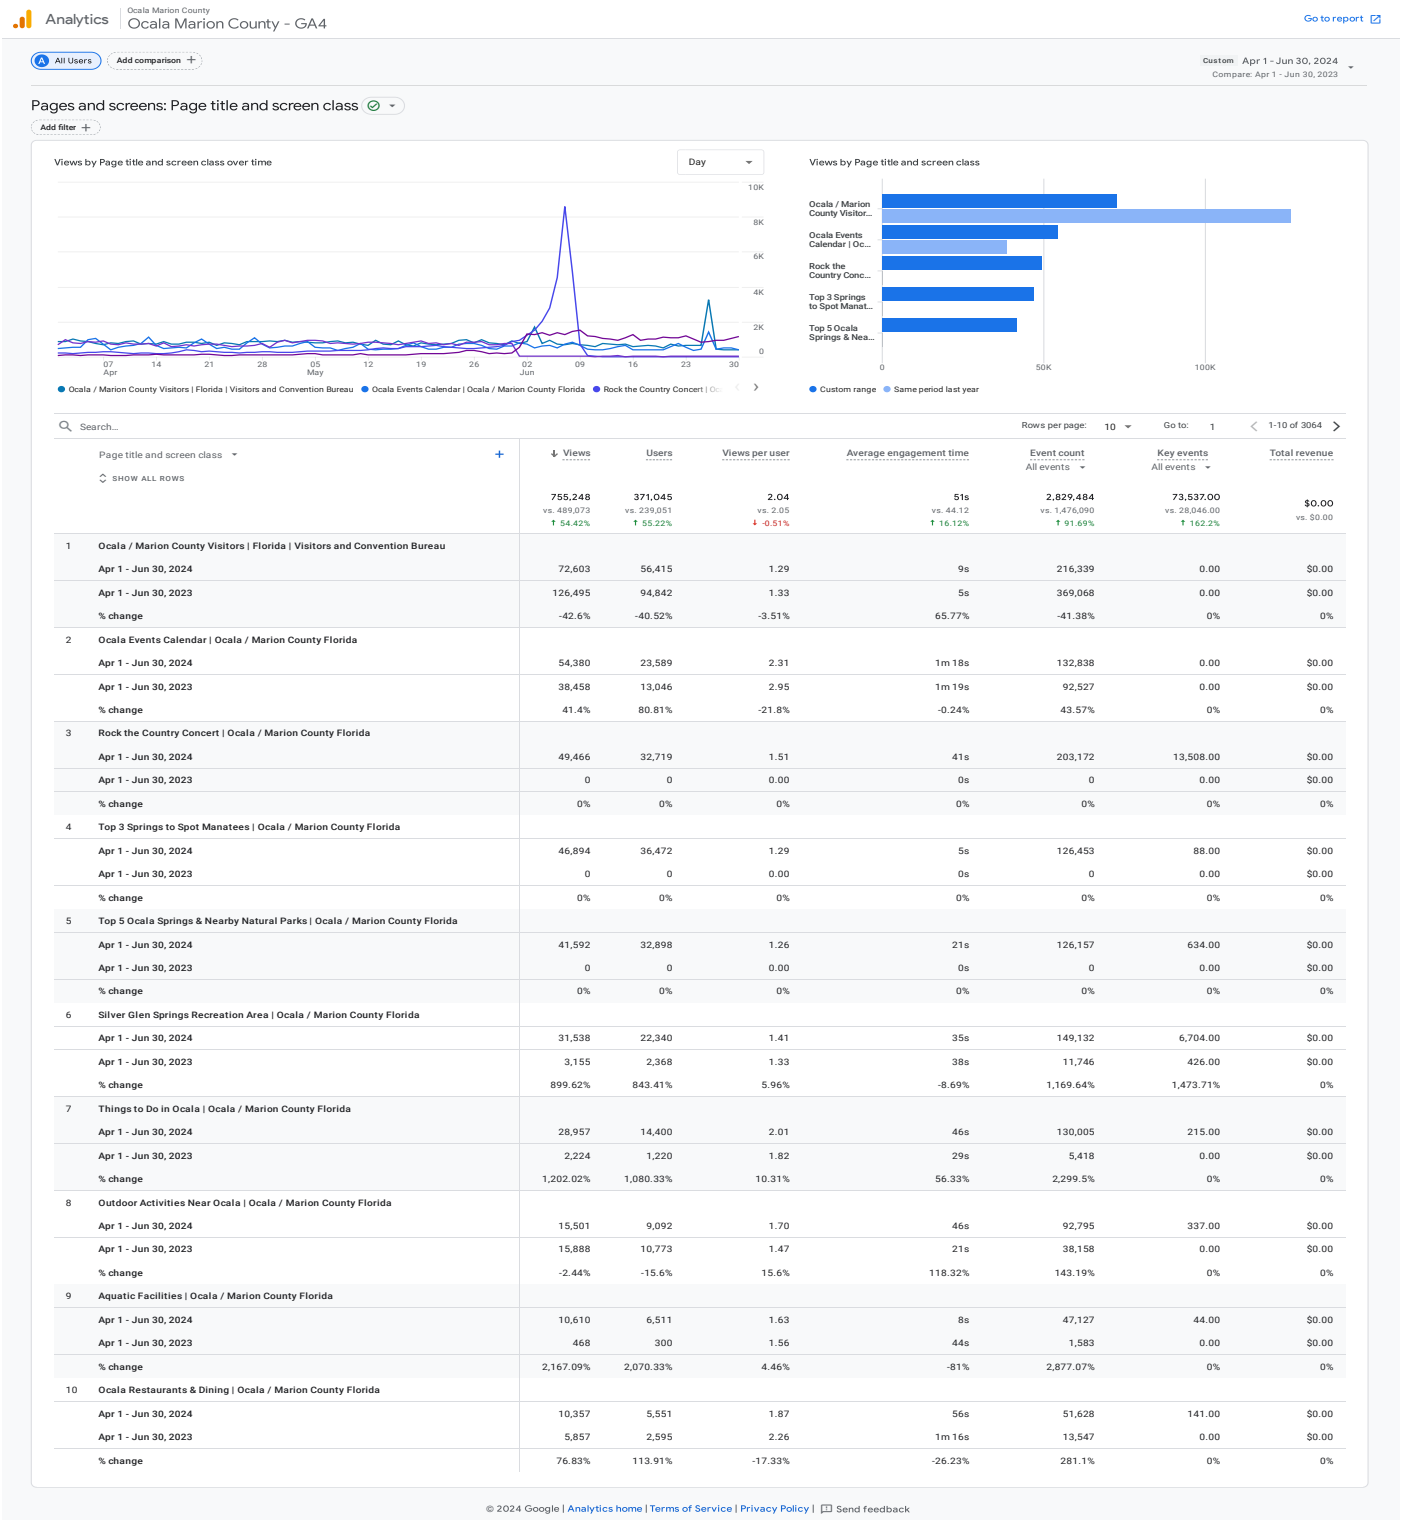 Analytics
Ocala Marion County
Ocala Marion County - GA4
Go to report
A All Users
Add comparison
Custom Apr 1 - Jun 30, 2024
Compare: Apr 1 - Jun 30, 2023
Pages and screens: Page title and screen class
Add filter
Views by Page title and screen class over time
Day
10K
8K
6K
4K
2K
0
07 14 21 28 05 12 19 26 02 09 16 23 30
Apr May Jun
Ocala / Marion County Visitors | Florida | Visitors and Convention Bureau Ocala Events Calendar | Ocala / Marion County Florida Rock the Country Concert | Oc
Views by Page title and screen class
Ocala / Marion
County Visitor...
Ocala Events
Calendar | Oc...
Rock the
Country Conc...
Top 3 Springs
to Spot Manat...
Top 5 Ocala
Springs & Nea...
0 50K 100K
Custom range Same period last year
Search...
Rows per page: 10 Go to: 1 1-10 of 3064
Page title and screen class Views Users Views per user Average engagement time Event count Key events Total revenue
All events All events
SHOW ALL ROWS
755,248 371,045 2.04 51s 2,829,484 73,537.00 $0.00
vs. 489,073 vs. 239,051 vs. 2.05 vs. 44.12 vs. 1,476,090 vs. 28,046.00 vs. $0.00
↑ 54.42% ↑ 55.22% ↓ -0.51% ↑ 16.12% ↑ 91.69% ↑ 162.2%
1 Ocala / Marion County Visitors | Florida | Visitors and Convention Bureau
Apr 1 - Jun 30, 2024 72,603 56,415 1.29 9s 216,339 0.00 $0.00
Apr 1 - Jun 30, 2023 126,495 94,842 1.33 5s 369,068 0.00 $0.00
% change -42.6% -40.52% -3.51% 65.77% -41.38% 0% 0%
2 Ocala Events Calendar | Ocala / Marion County Florida
Apr 1 - Jun 30, 2024 54,380 23,589 2.31 1m 18s 132,838 0.00 $0.00
Apr 1 - Jun 30, 2023 38,458 13,046 2.95 1m 19s 92,527 0.00 $0.00
% change 41.4% 80.81% -21.8% -0.24% 43.57% 0% 0%
3 Rock the Country Concert | Ocala / Marion County Florida
Apr 1 - Jun 30, 2024 49,466 32,719 1.51 41s 203,172 13,508.00 $0.00
Apr 1 - Jun 30, 2023 0 0 0.00 0s 0 0.00 $0.00
% change 0% 0% 0% 0% 0% 0% 0%
4 Top 3 Springs to Spot Manatees | Ocala / Marion County Florida
Apr 1 - Jun 30, 2024 46,894 36,472 1.29 5s 126,453 88.00 $0.00
Apr 1 - Jun 30, 2023 0 0 0.00 0s 0 0.00 $0.00
% change 0% 0% 0% 0% 0% 0% 0%
5 Top 5 Ocala Springs & Nearby Natural Parks | Ocala / Marion County Florida
Apr 1 - Jun 30, 2024 41,592 32,898 1.26 21s 126,157 634.00 $0.00
Apr 1 - Jun 30, 2023 0 0 0.00 0s 0 0.00 $0.00
% change 0% 0% 0% 0% 0% 0% 0%
6 Silver Glen Springs Recreation Area | Ocala / Marion County Florida
Apr 1 - Jun 30, 2024 31,538 22,340 1.41 35s 149,132 6,704.00 $0.00
Apr 1 - Jun 30, 2023 3,155 2,368 1.33 38s 11,746 426.00 $0.00
% change 899.62% 843.41% 5.96% -8.69% 1,169.64% 1,473.71% 0%
7 Things to Do in Ocala | Ocala / Marion County Florida
Apr 1 - Jun 30, 2024 28,957 14,400 2.01 46s 130,005 215.00 $0.00
Apr 1 - Jun 30, 2023 2,224 1,220 1.82 29s 5,418 0.00 $0.00
% change 1,202.02% 1,080.33% 10.31% 56.33% 2,299.5% 0% 0%
8 Outdoor Activities Near Ocala | Ocala / Marion County Florida
Apr 1 - Jun 30, 2024 15,501 9,092 1.70 46s 92,795 337.00 $0.00
Apr 1 - Jun 30, 2023 15,888 10,773 1.47 21s 38,158 0.00 $0.00
% change -2.44% -15.6% 15.6% 118.32% 143.19% 0% 0%
9 Aquatic Facilities | Ocala / Marion County Florida
Apr 1 - Jun 30, 2024 10,610 6,511 1.63 8s 47,127 44.00 $0.00
Apr 1 - Jun 30, 2023 468 300 1.56 44s 1,583 0.00 $0.00
% change 2,167.09% 2,070.33% 4.46% -81% 2,877.07% 0% 0%
10 Ocala Restaurants & Dining | Ocala / Marion County Florida
Apr 1 - Jun 30, 2024 10,357 5,551 1.87 56s 51,628 141.00 $0.00
Apr 1 - Jun 30, 2023 5,857 2,595 2.26 1m 16s 13,547 0.00 $0.00
% change 76.83% 113.91% -17.33% -26.23% 281.1% 0% 0%
© 2024 Google | Analytics home | Terms of Service | Privacy Policy | Send feedback